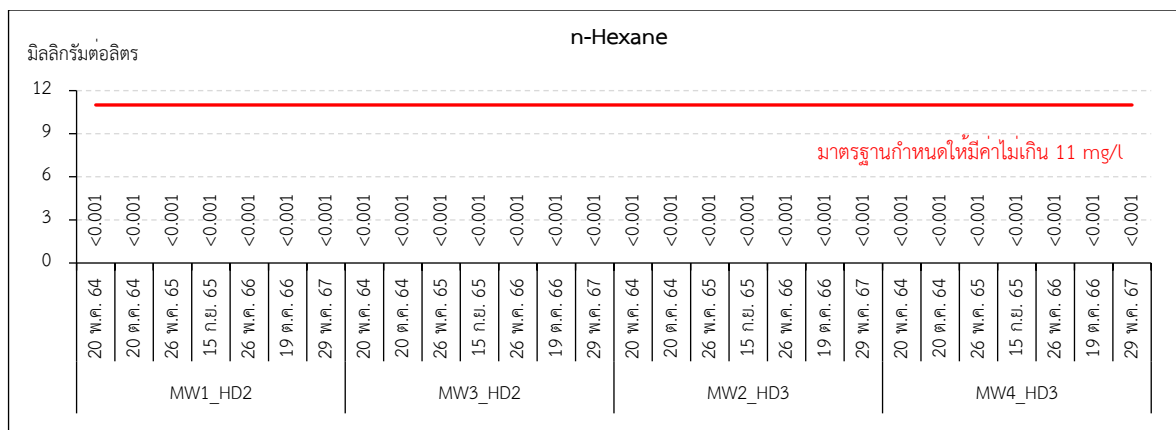 n-Hexane
มิลลิกรัมต่อลิตร
12
9
มาตรฐานกำหนดให้มีค่าไม่เกิน 11 mg/l
6
3
0
<0.001 <0.001 <0.001 <0.001 <0.001 <0.001 <0.001 <0.001 <0.001 <0.001 <0.001 <0.001 <0.001 <0.001 <0.001 <0.001 <0.001 <0.001 <0.001 <0.001 <0.001 <0.001 <0.001 <0.001 <0.001 <0.001 <0.001 <0.001
20 พ.ค. 64 20 ต.ค. 64 26 พ.ค. 65 15 ก.ย. 65 26 พ.ค. 66 19 ต.ค. 66 29 พ.ค. 67 20 พ.ค. 64 20 ต.ค. 64 26 พ.ค. 65 15 ก.ย. 65 26 พ.ค. 66 19 ต.ค. 66 29 พ.ค. 67 20 พ.ค. 64 20 ต.ค. 64 26 พ.ค. 65 15 ก.ย. 65 26 พ.ค. 66 19 ต.ค. 66 29 พ.ค. 67 20 พ.ค. 64 20 ต.ค. 64 26 พ.ค. 65 15 ก.ย. 65 26 พ.ค. 66 19 ต.ค. 66 29 พ.ค. 67
MW1_HD2 MW3_HD2 MW2_HD3 MW4_HD3